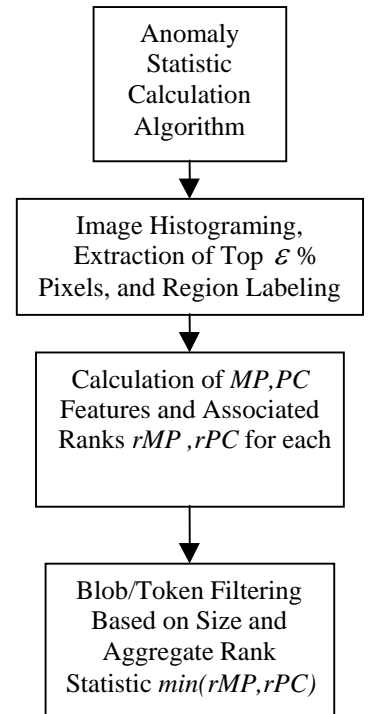 Anomaly
Statistic
Calculation
Algorithm
Image Histograming,
Extraction of Top ε %
Pixels, and Region Labeling
Calculation of MP,PC
Features and Associated
Ranks rMP ,rPC for each
Blob/Token Filtering
Based on Size and
Aggregate Rank
Statistic min(rMP,rPC)